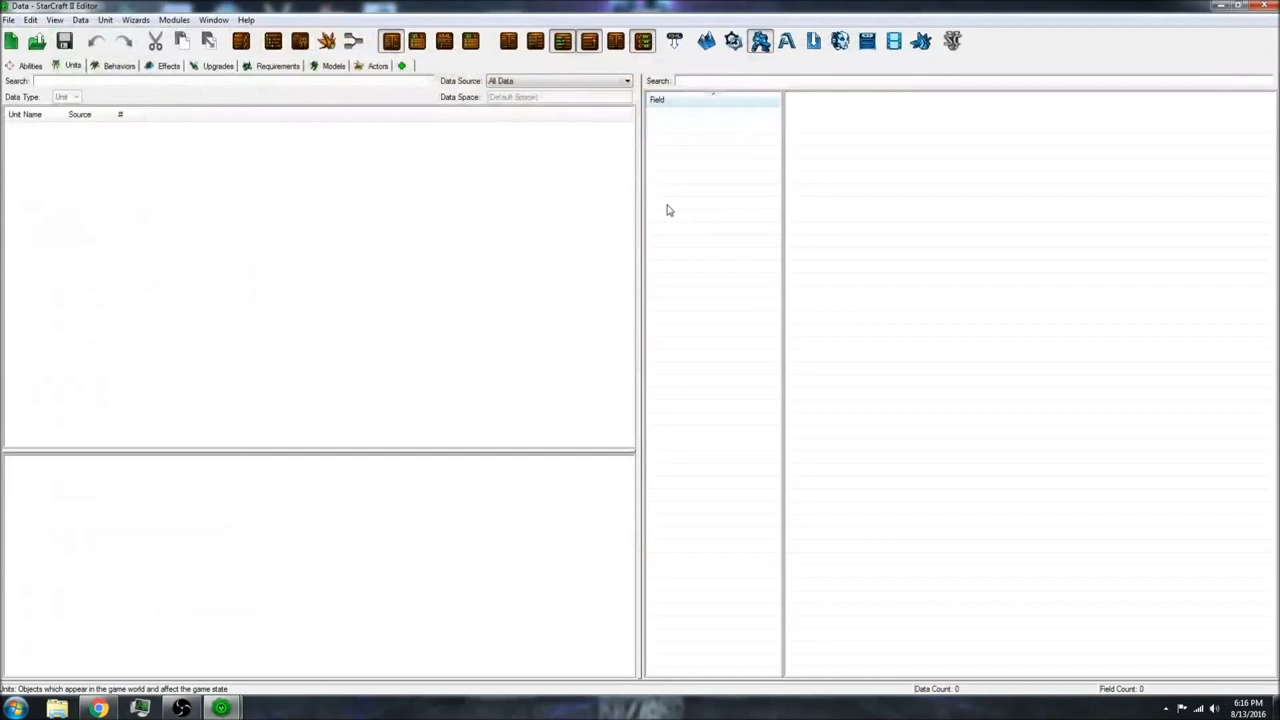 Data - StarCraft II Editor
File Edit View Data Unit Wizards Modules Window Help
Abilities Units Behaviors Effects Upgrades Requirements Models Actors
Search: Data Source: All Data Search:
Data Type: Unit Data Space: (Default Space) Field
Unit Name Source #
Units: Objects which appear in the game world and affect the game state Data Count: 0 Field Count: 0
6:16 PM
8/13/2016